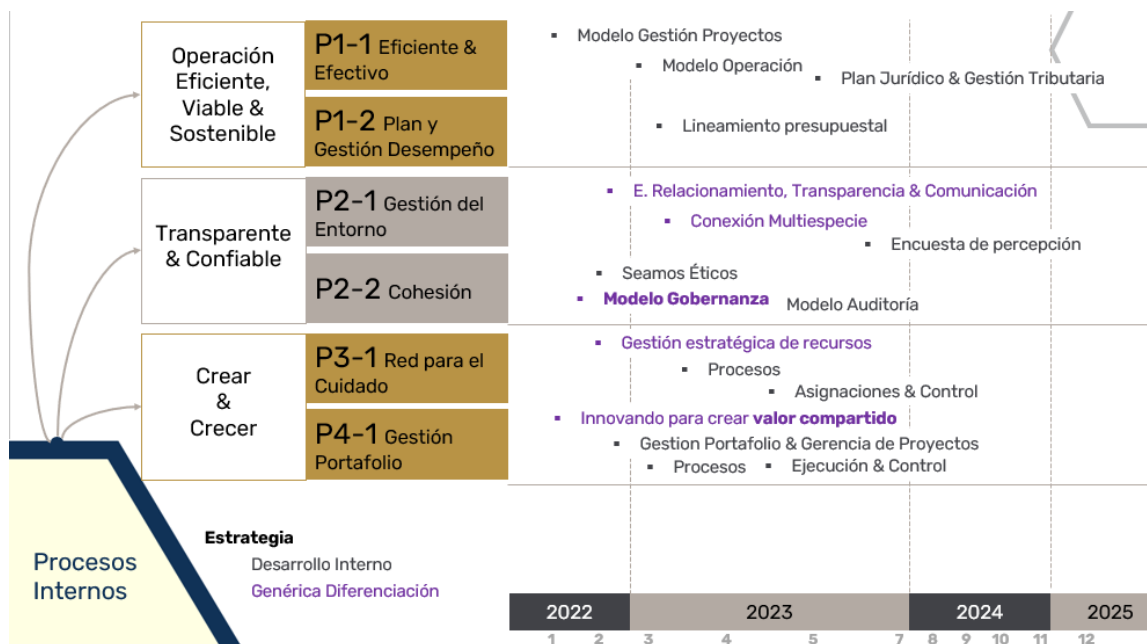 Operación
Eficiente,
Viable &
Sostenible
P1-1 Eficiente &
Efectivo
P1-2 Plan y
Gestión Desempeño
▪ Modelo Gestión Proyectos
▪ Modelo Operación
▪ Plan Jurídico & Gestión Tributaria
▪ Lineamiento presupuestal
Transparente
& Confiable
P2-1 Gestión del
Entorno
P2-2 Cohesión
▪ E. Relacionamiento, Transparencia & Comunicación
▪ Conexión Multiespecie
▪ Encuesta de percepción
▪ Seamos Éticos
▪ Modelo Gobernanza
Modelo Auditoría
Crear
&
Crecer
P3-1 Red para el
Cuidado
P4-1 Gestión
Portafolio
▪ Gestión estratégica de recursos
▪ Procesos
▪ Asignaciones & Control
▪ Innovando para crear valor compartido
▪ Gestion Portafolio & Gerencia de Proyectos
▪ Procesos
▪ Ejecución & Control
Procesos
Internos
Estrategia
Desarrollo Interno
Genérica Diferenciación
2022 2023 2024 2025
1 2 3 4 5 7 8 9 10 11 12